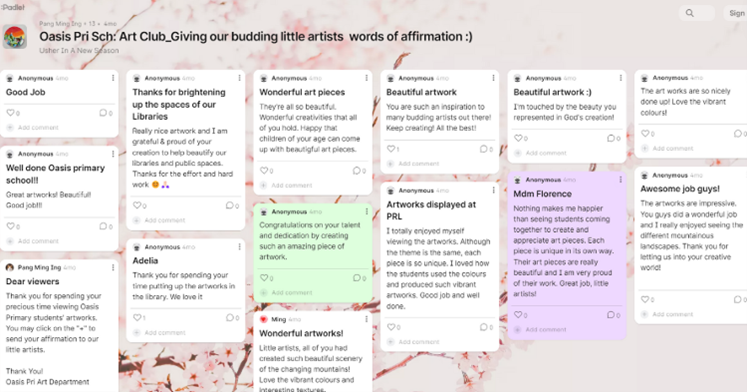 :Padlet
Sign
Pang Ming Ing + 13 • 4mo
Oasis Pri Sch: Art Club_Giving our budding little artists words of affirmation :)
Usher In A New Season
Anonymous 4mo
Good Job
0 0
Add comment
Anonymous 4mo
Well done Oasis primary
school!!!
Great artworks! Beautiful!
Good job!!!
0 0
Add comment
Pang Ming Ing 4mo
Dear viewers
Thank you for spending your
precious time viewing Oasis
Primary students' artworks.
You may click on the "+" to
send your affirmation to our
little artists.
Thank You!
Oasis Pri Art Department
Anonymous 4mo
Thanks for brightening
up the spaces of our
Libraries
Really nice artwork and I am
grateful & proud of your
creation to help beautify our
libraries and public spaces.
Thanks for the effort and hard
work
0 0
Add comment
Anonymous 4mo
Adelia
Thank you for spending your
time putting up the artworks in
the library. We love it
1 0
Add comment
Anonymous 4mo
Wonderful art pieces
They're all so beautiful.
Wonderful creativities that all
of you hold. Happy that
children of your age can come
up with beautiful art pieces.
0 0
Add comment
Anonymous 4mo
Congratulations on your talent
and dedication by creating
such an amazing piece of
artwork.
0 0
Add comment
Ming 4mo
Wonderful artworks!
Little artists, all of you had
created such beautiful scenery
of the changing mountains!
Love the vibrant colours and
interesting textures.
Anonymous 4mo
Beautiful artwork
You are such an inspiration to
many budding artists out there!
Keep creating! All the best!
1 0
Add comment
Anonymous 4mo
Artworks displayed at
PRL
I totally enjoyed myself
viewing the artworks. Although
the theme is the same, each
piece is so unique. I love how
the students used the colours
and produced such vibrant
artworks. Good job and well
done.
0 0
Add comment
Anonymous 4mo
Beautiful artwork :)
I'm touched by the beauty you
represented in God's creation!
0 0
Add comment
Anonymous 4mo
Mdm Florence
Nothing makes me happier
than seeing students coming
together to create and
appreciate art pieces. Each
piece is unique in its own way.
Their art pieces are really
beautiful and I am very proud
of their work. Great job, little
artists!
0 0
Add comment
Anonymous 4mo
The art works are so nicely
done up! Love the vibrant
colours!
0
Add comment
Anonymous 4mo
Awesome job guys!
The artworks are impressive.
You guys did a wonderful job
and I really enjoyed seeing the
different mountainous
landscapes. Thank you for
letting us into your creative
world!
0
Add comment